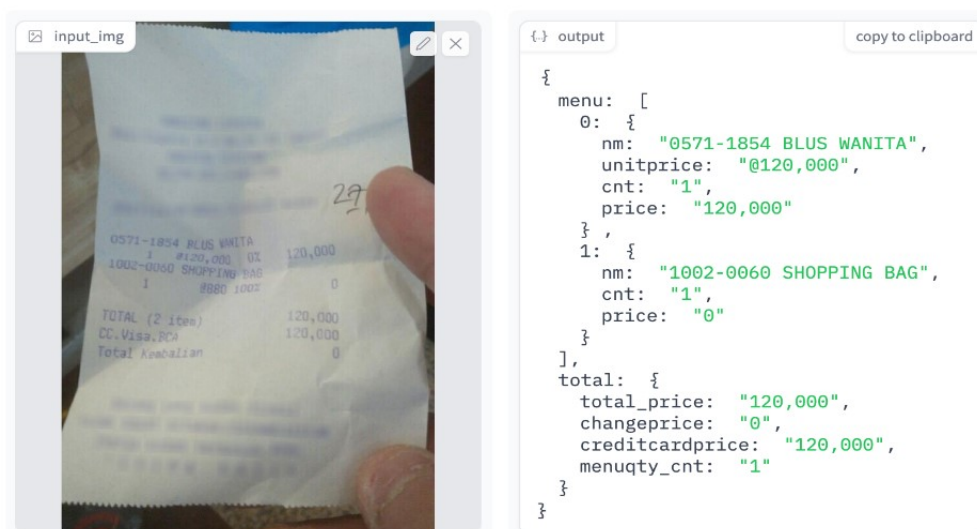 input_img
27
0571-1854 BLUS WANITA
1 @120,000 0% 120,000
1002-0060 SHOPPING BAG
1 @880 100% 0
TOTAL (2 item) 120,000
CC.Visa.BCA 120,000
Total Kembalian 0
{..} output
copy to clipboard
{
menu: [
0: {
nm: "0571-1854 BLUS WANITA",
unitprice: "@120,000",
cnt: "1",
price: "120,000"
} ,
1: {
nm: "1002-0060 SHOPPING BAG",
cnt: "1",
price: "0"
}
],
total: {
total_price: "120,000",
changeprice: "0",
creditcardprice: "120,000",
menuqty_cnt: "1"
}
}